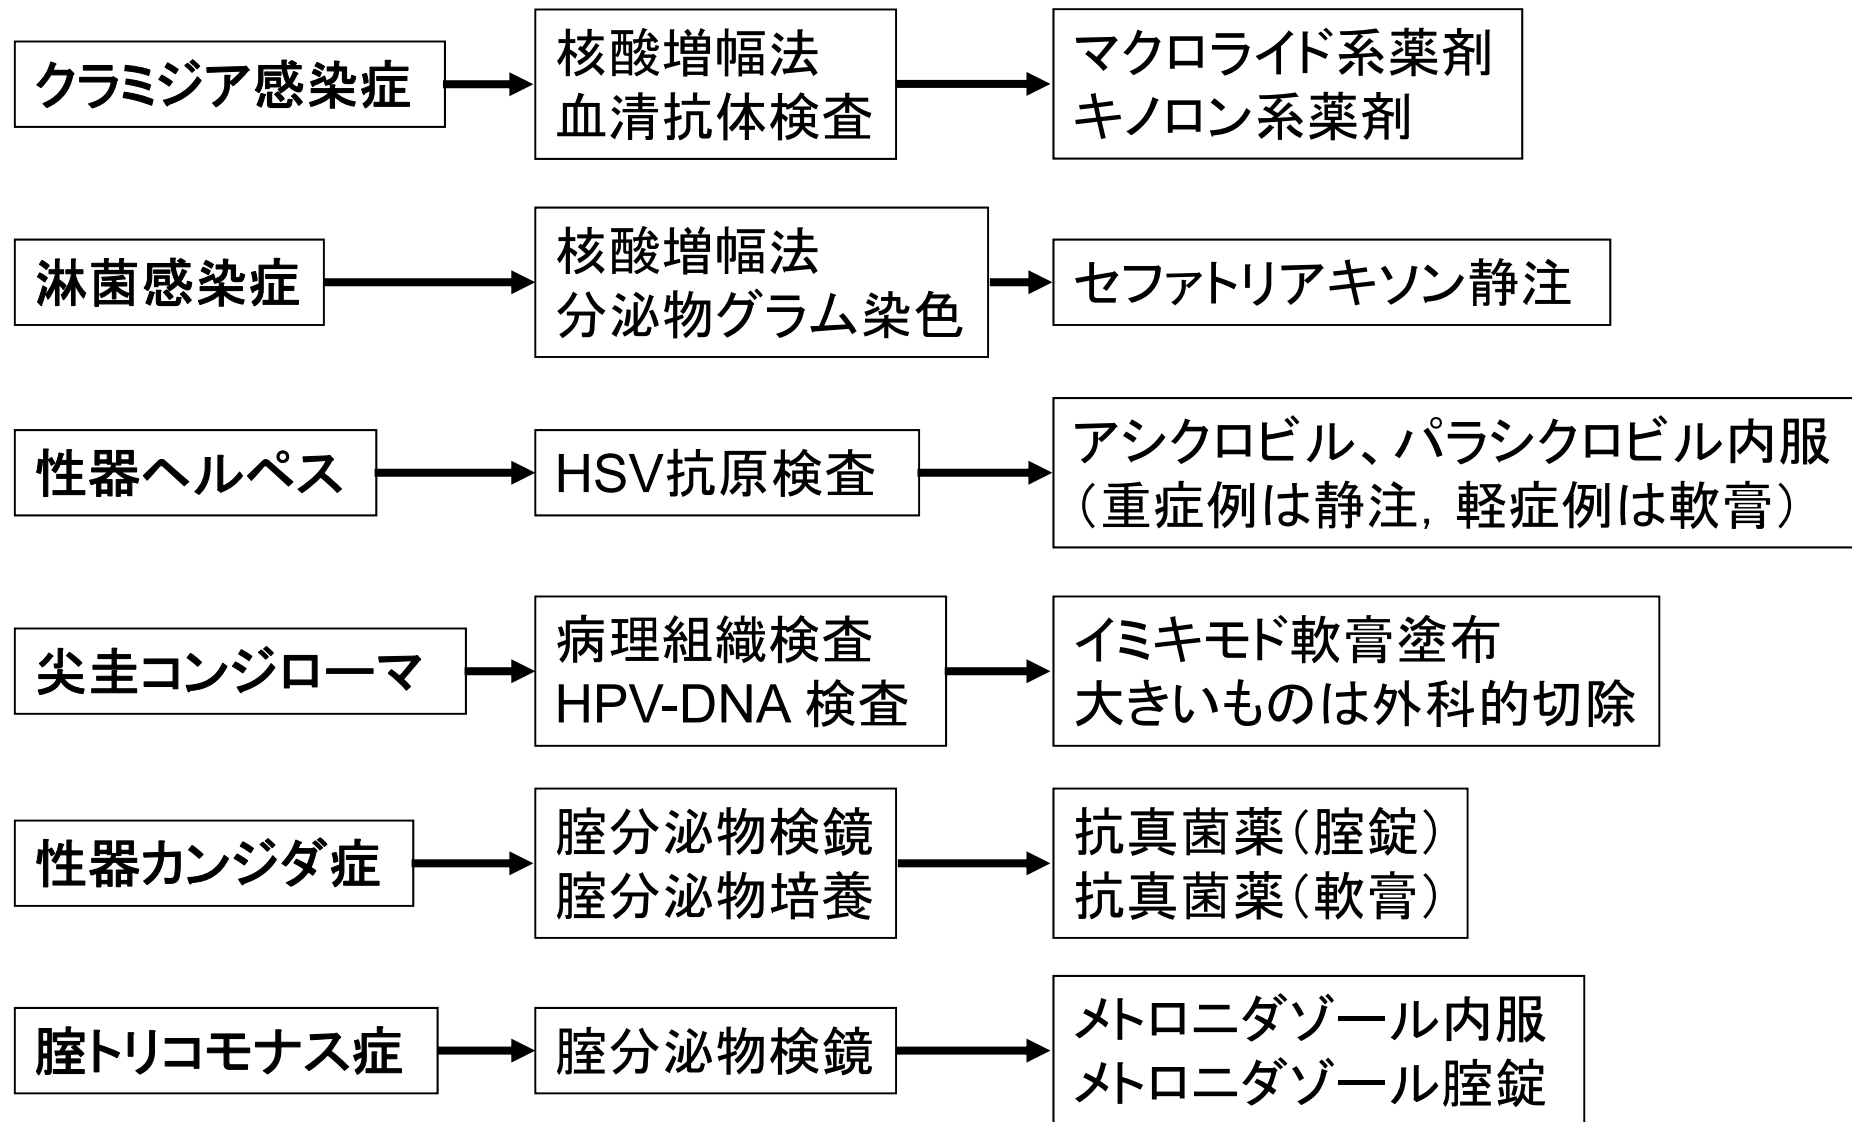 クラミジア感染症
核酸増幅法
血清抗体検査
マクロライド系薬剤
キノロン系薬剤
淋菌感染症
核酸増幅法
分泌物グラム染色
セファトリアキソン静注
性器ヘルペス
HSV抗原検査
アシクロビル、パラシクロビル内服
（重症例は静注，軽症例は軟膏）
尖圭コンジローマ
病理組織検査
HPV-DNA 検査
イミキモド軟膏塗布
大きいものは外科的切除
性器カンジダ症
腟分泌物検鏡
腟分泌物培養
抗真菌薬（腟錠）
抗真菌薬（軟膏）
腟トリコモナス症
腟分泌物検鏡
メトロニダゾール内服
メトロニダゾール腟錠